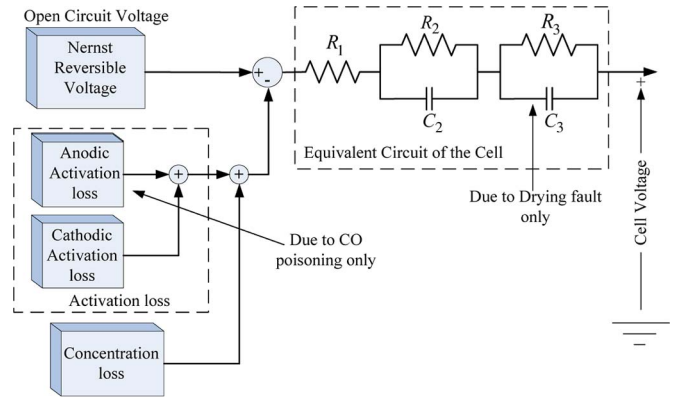 Open Circuit Voltage
Nernst
Reversible
Voltage
+
-
R1
R2
C2
R3
C3
Equivalent Circuit of the Cell
+
Cell Voltage
Anodic
Activation
loss
+
+
Due to Drying fault
only
Cathodic
Activation
loss
Due to CO
poisoning only
Activation loss
Concentration
loss